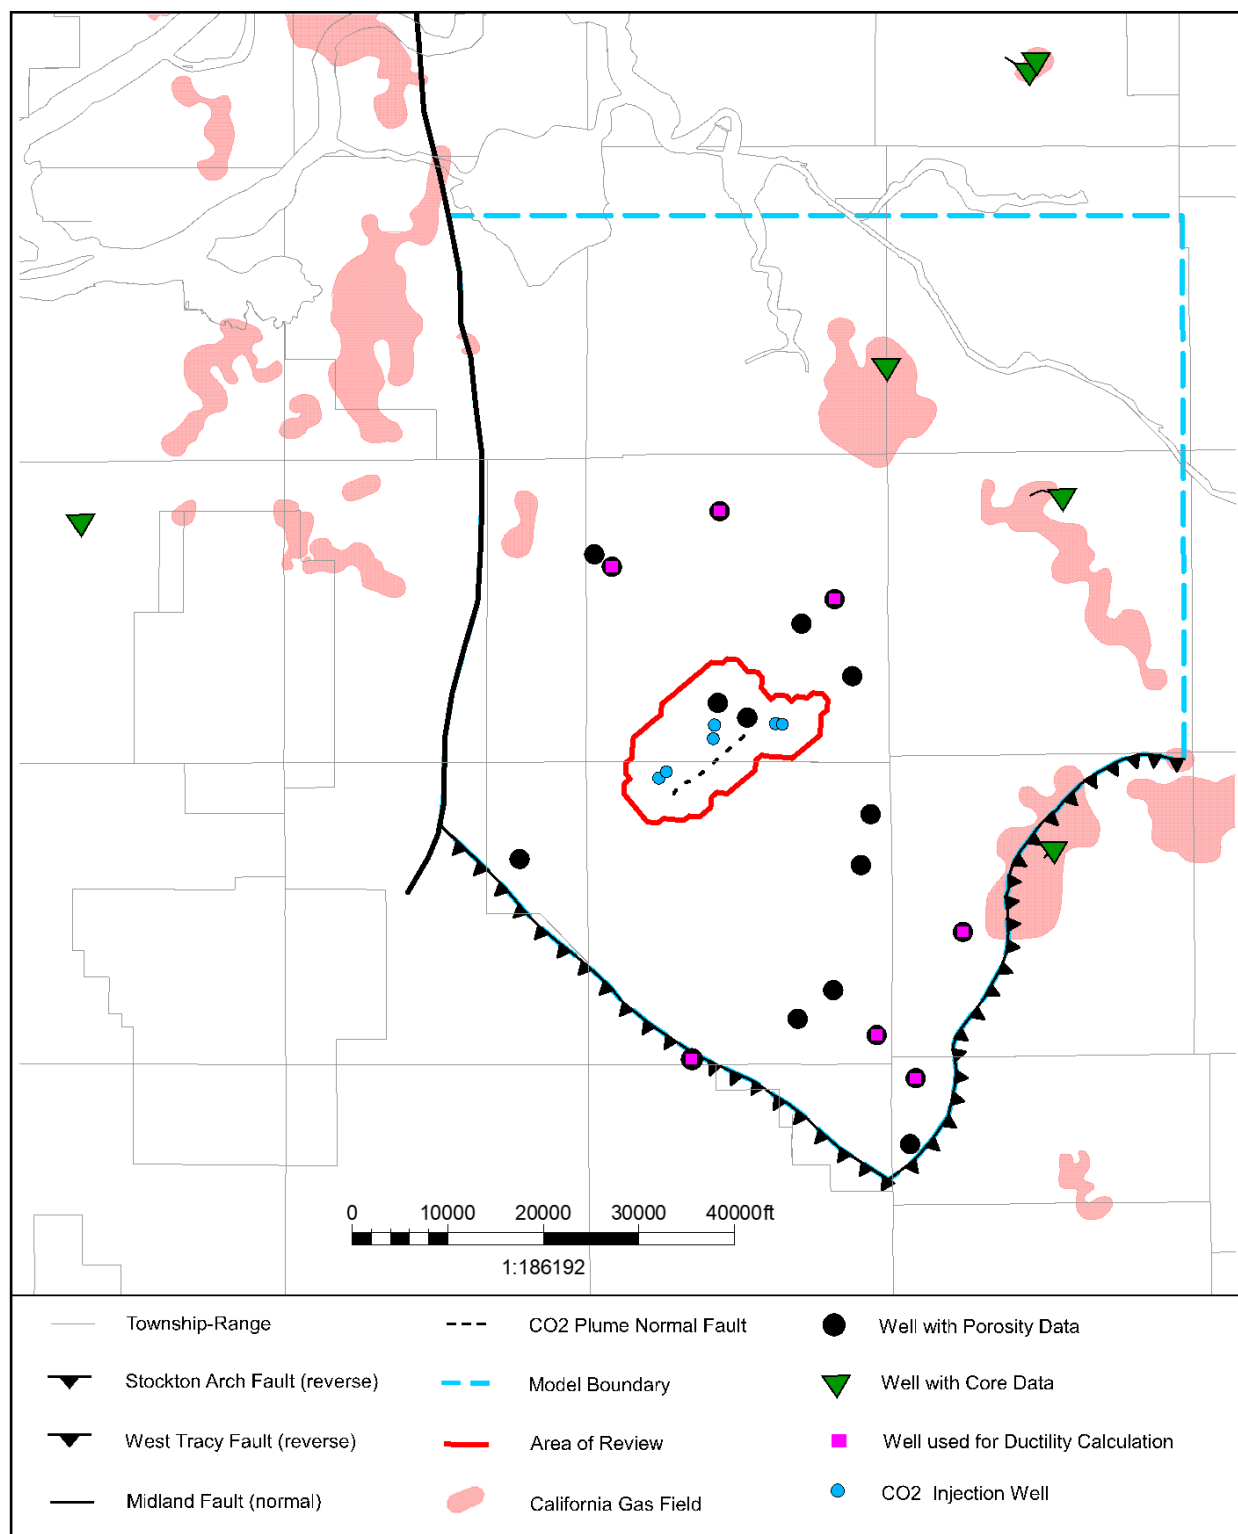 0 10000 20000 30000 40000ft
1:186192
Township-Range
CO2 Plume Normal Fault
Well with Porosity Data
Stockton Arch Fault (reverse)
Model Boundary
Well with Core Data
West Tracy Fault (reverse)
Area of Review
Well used for Ductility Calculation
Midland Fault (normal)
California Gas Field
CO2 Injection Well